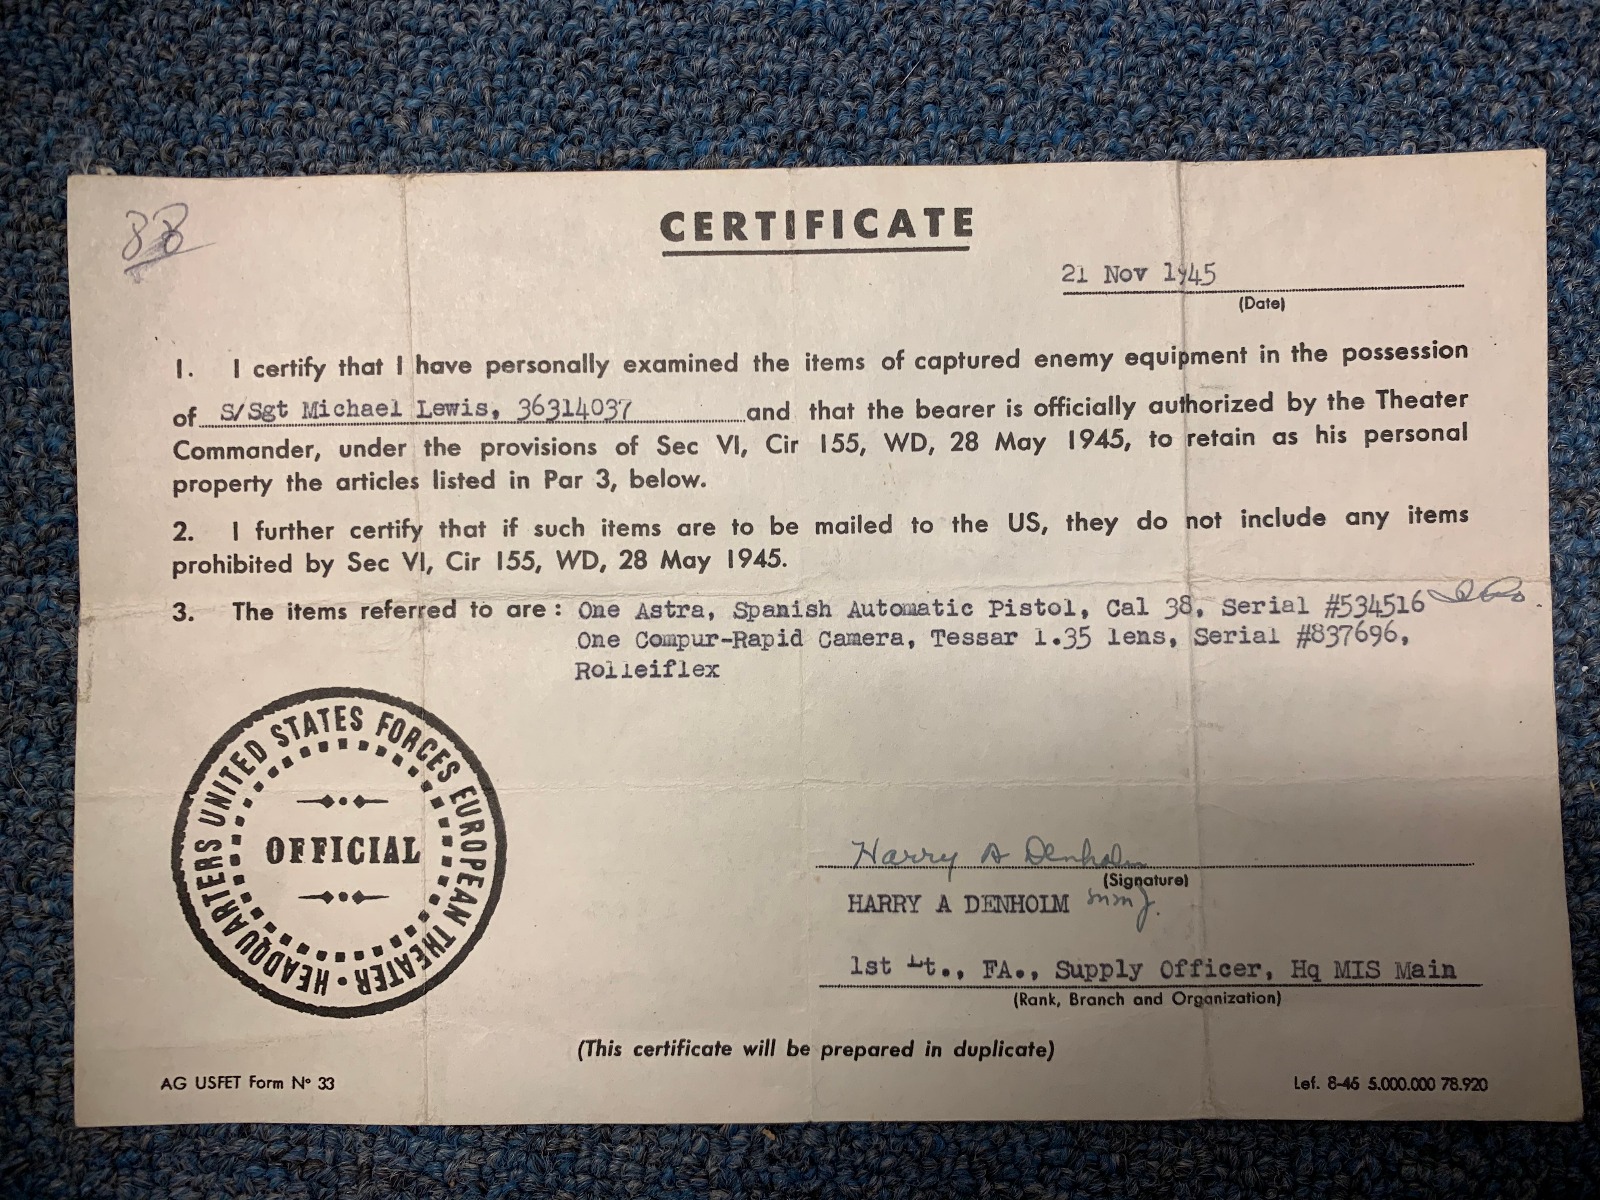 88
CERTIFICATE
21 Nov 1945
(Date)
1. I certify that I have personally examined the items of captured enemy equipment in the possession
of S/Sgt Michael Lewis, 36314037 and that the bearer is officially authorized by the Theater
Commander, under the provisions of Sec VI, Cir 155, WD, 28 May 1945, to retain as his personal
property the articles listed in Par 3, below.
2. I further certify that if such items are to be mailed to the US, they do not include any items
prohibited by Sec VI, Cir 155, WD, 28 May 1945.
3. The items referred to are: One Astra, Spanish Automatic Pistol, Cal 38, Serial #534516
One Compur-Rapid Camera, Tessar 1.35 lens, Serial #837696,
Rolleiflex
HEADQUARTERS UNITED STATES FORCES EUROPEAN THEATER •
OFFICIAL
Harry A Denholm
(Signature)
HARRY A DENHOLM
1st Lt., FA., Supply Officer, Hq MIS Main
(Rank, Branch and Organization)
(This certificate will be prepared in duplicate)
AG USFET Form Nº 33
Lef. 8-45 5.000.000 78.920